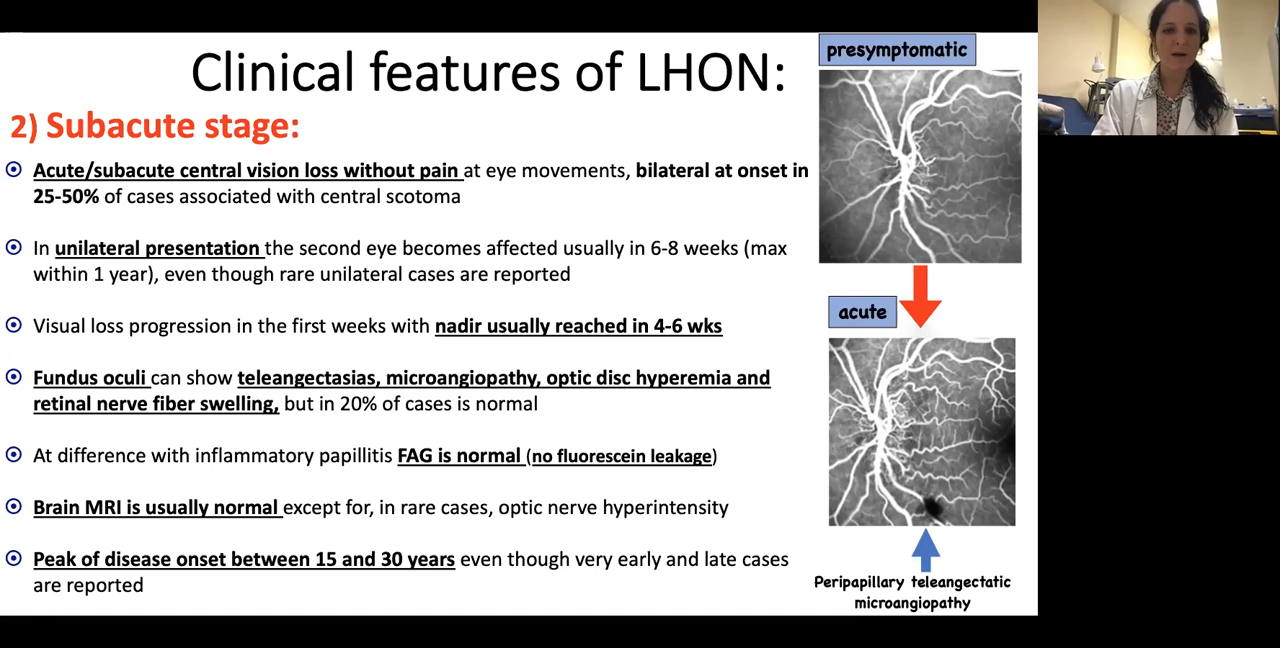 Clinical features of LHON:
2) Subacute stage:
Acute/subacute central vision loss without pain at eye movements, bilateral at onset in
25-50% of cases associated with central scotoma
In unilateral presentation the second eye becomes affected usually in 6-8 weeks (max
within 1 year), even though rare unilateral cases are reported
Visual loss progression in the first weeks with nadir usually reached in 4-6 wks
Fundus oculi can show teleangectasias, microangiopathy, optic disc hyperemia and
retinal nerve fiber swelling, but in 20% of cases is normal
At difference with inflammatory papillitis FAG is normal (no fluorescein leakage)
Brain MRI is usually normal except for, in rare cases, optic nerve hyperintensity
Peak of disease onset between 15 and 30 years even though very early and late cases
are reported
presymptomatic
acute
Peripapillary teleangectatic
microangiopathy